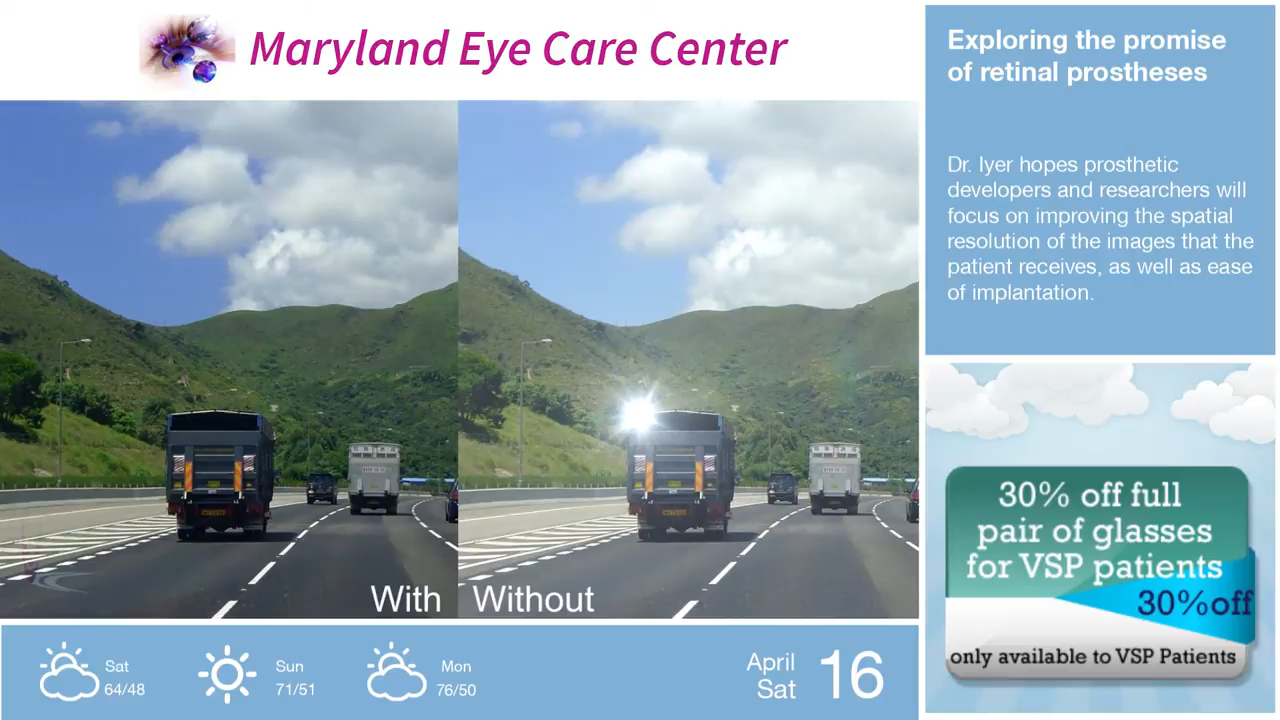 Maryland Eye Care Center
With
Without
Sat
64/48
Sun
71/51
Mon
76/50
April
Sat
16
Exploring the promise
of retinal prostheses
Dr. Iyer hopes prosthetic
developers and researchers will
focus on improving the spatial
resolution of the images that the
patient receives, as well as ease
of implantation.
30% off full
pair of glasses
for VSP patients
30%off
only available to VSP Patients